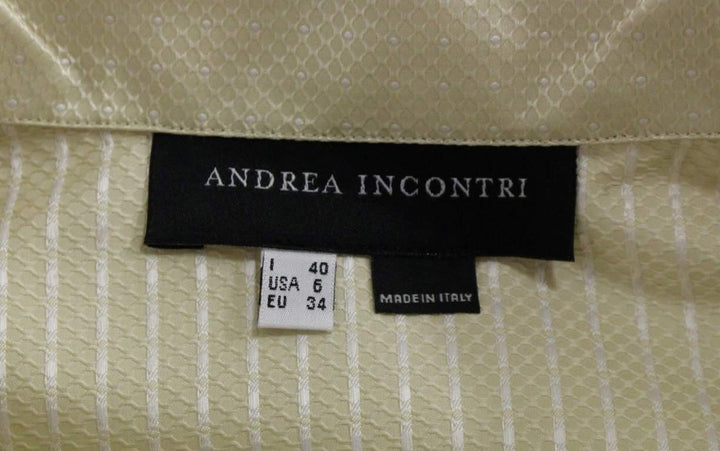 ANDREA INCONTRI
I 40
USA 6
EU 34
MADE IN ITALY